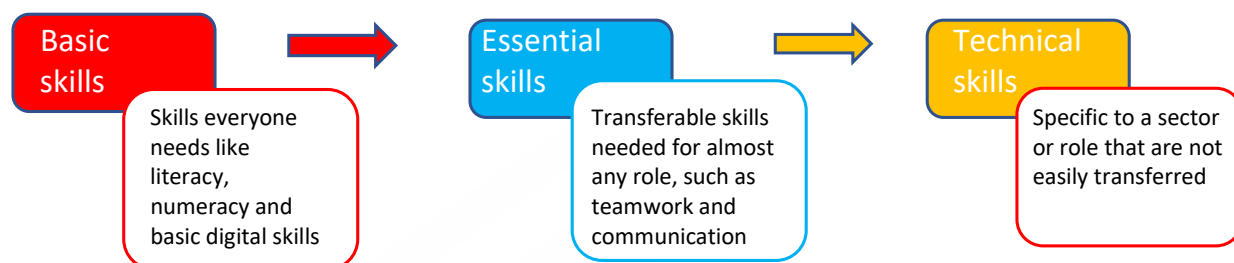 Basic
skills
Skills everyone
needs like
literacy,
numeracy and
basic digital skills
Essential
skills
Transferable skills
needed for almost
any role, such as
teamwork and
communication
Technical
skills
Specific to a sector
or role that are not
easily transferred